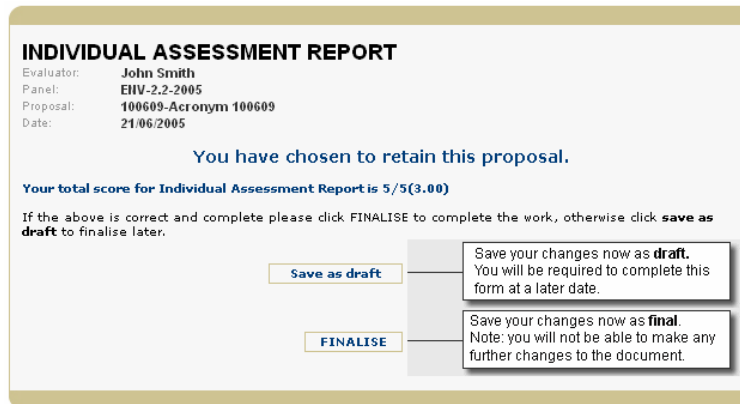 INDIVIDUAL ASSESSMENT REPORT
Evaluator: John Smith
Panel: ENV-2.2-2005
Proposal: 100609-Acronym 100609
Date: 21/06/2005
You have chosen to retain this proposal.
Your total score for Individual Assessment Report is 5/5(3.00)
If the above is correct and complete please click FINALISE to complete the work, otherwise click save as
draft to finalise later.
Save as draft
Save your changes now as draft.
You will be required to complete this
form at a later date.
FINALISE
Save your changes now as final.
Note: you will not be able to make any
further changes to the document.